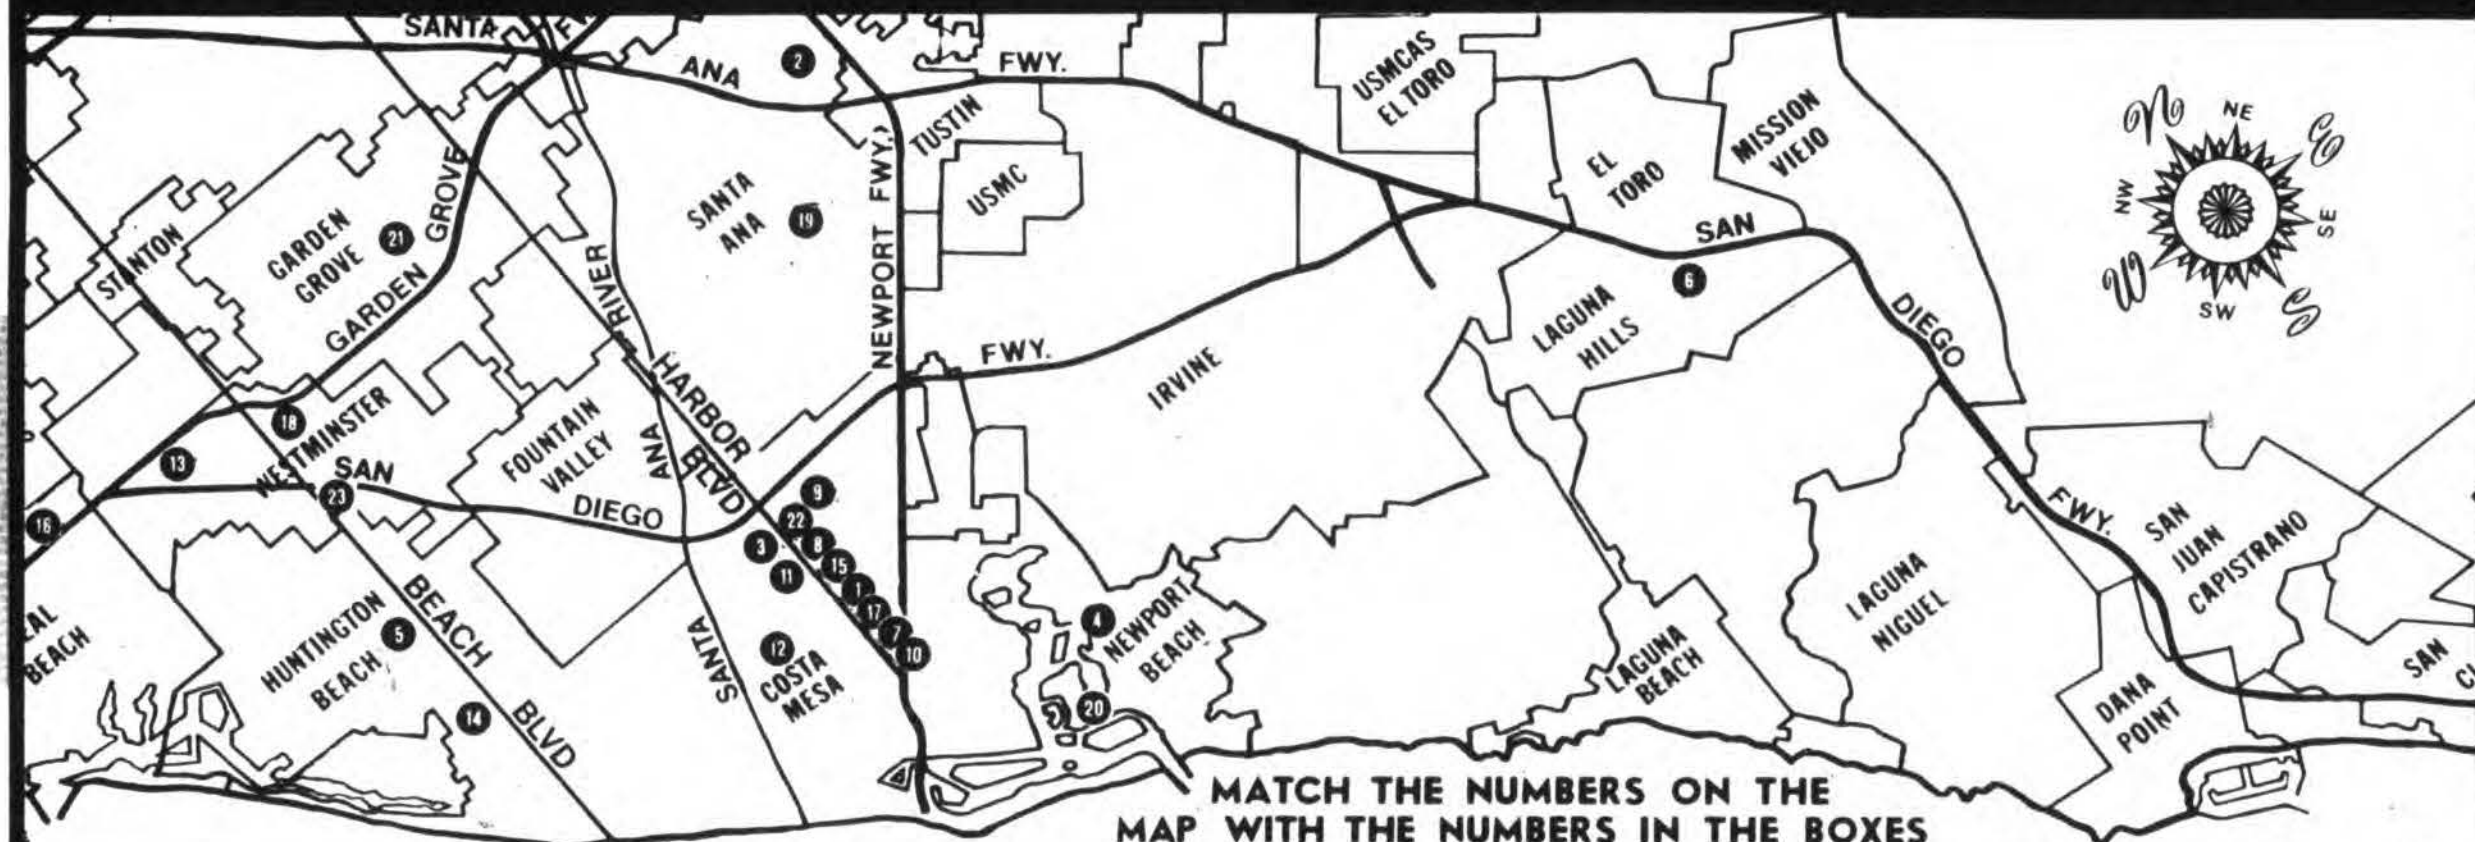 SANTA
ANA
FWY.
2
USMCAS
EL TORO
TUSTIN
NEWPORT FWY.
USMC
MISSION
VIEJO
EL
TORO
N
NE
E
SE
S
SW
W
NW
STANTON
GARDEN
GROVE
21
GARDEN
GROVE
SANTA
ANA
19
RIVER
SAN
6
LAGUNA
HILLS
DIEGO
FWY.
IRVINE
HARBOR
BLVD
18
13
WESTMINSTER
SAN
23
16
FOUNTAIN
VALLEY
ANA
DIEGO
9
22
3
8
11
15
1
17
7
10
12
COSTA
MESA
SANTA
BEACH
HUNTINGTON
BEACH
5
BEACH
BLVD
14
4
NEWPORT
BEACH
20
LAGUNA
BEACH
LAGUNA
NIGUEL
FWY.
SAN
JUAN
CAPISTRANO
SAN
DANA
POINT
MATCH THE NUMBERS ON THE
MAP WITH THE NUMBERS IN THE BOXES